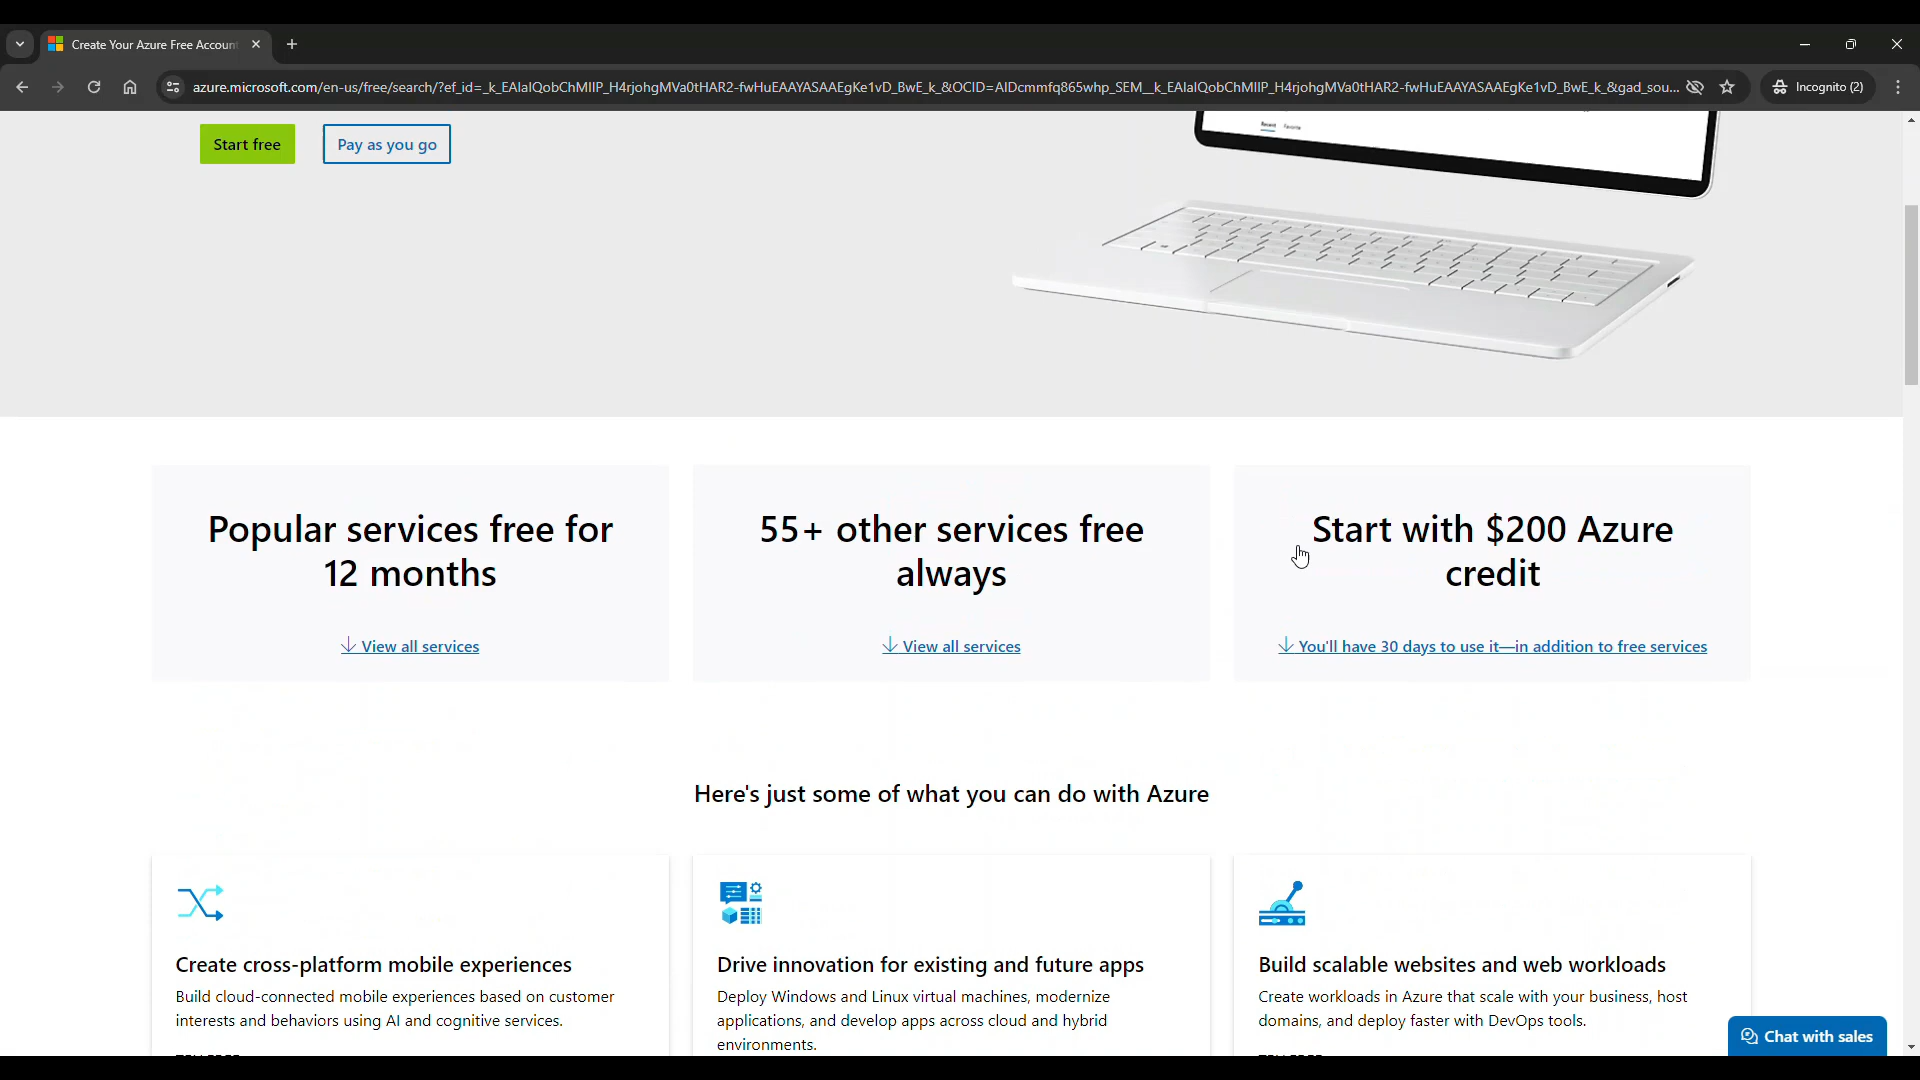 Create Your Azure Free Accoun
azure.microsoft.com/en-us/free/search/?ef_id=_k_EAIaIQobChMIIP_H4rjohgMVa0tHAR2-fwHuEAAYASAAEgKe1vD_BwE_k_&OCID=AIDcmmfq865whp_SEM__k_EAIaIQobChMIIP_H4rjohgMVa0tHAR2-fwHuEAAYASAAEgKe1vD_BwE_k_&gad_sou...
Incognito (2)
Recent Favorite
Start free
Pay as you go
Popular services free for
12 months
View all services
55+ other services free
always
View all services
Start with $200 Azure
credit
You'll have 30 days to use it—in addition to free services
Here's just some of what you can do with Azure
Create cross-platform mobile experiences
Build cloud-connected mobile experiences based on customer
interests and behaviors using AI and cognitive services.
Drive innovation for existing and future apps
Deploy Windows and Linux virtual machines, modernize
applications, and develop apps across cloud and hybrid
environments.
Build scalable websites and web workloads
Create workloads in Azure that scale with your business, host
domains, and deploy faster with DevOps tools.
Chat with sales